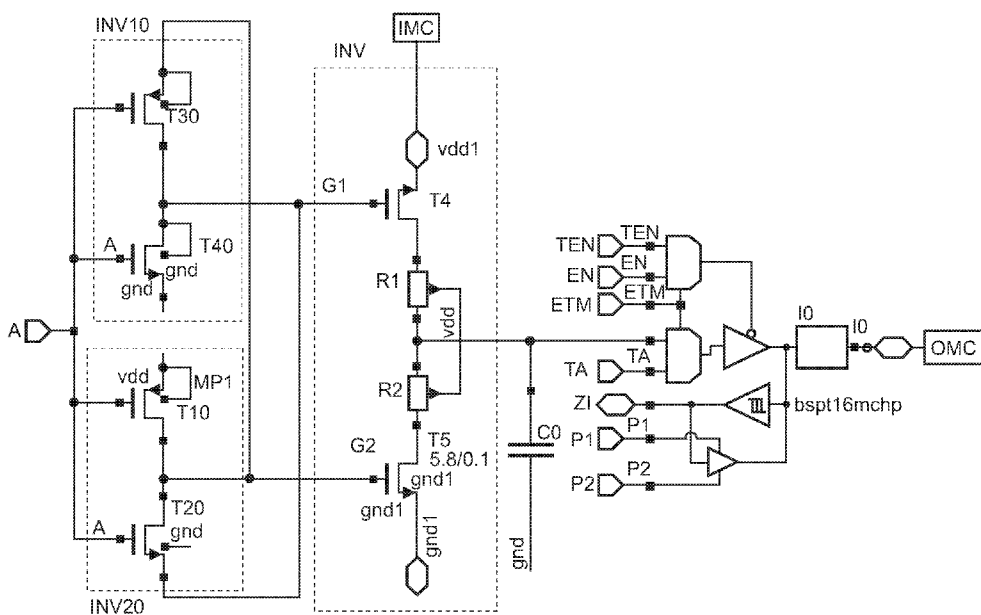 INV10
T30
A
T40
gnd
gnd
A
vdd
MP1
T10
T20
A
gnd
INV20
IMC
INV
vdd1
G1
T4
R1
vdd
R2
G2
T5
5.8/0.1
gnd1
gnd1
gnd1
C0
gnd
TEN
TEN
EN
EN
ETM
ETM
TA
TA
I0
I0
OMC
ZI
bspt16mchp
P1
P1
P2
P2